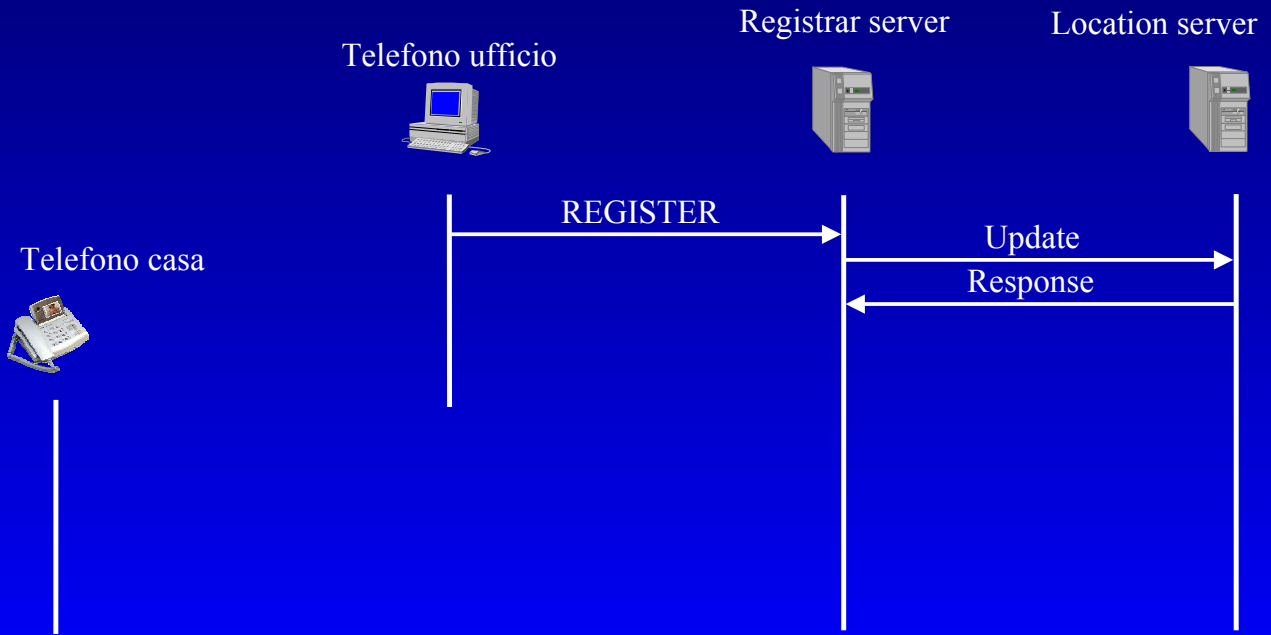 Registrar server
Location server
Telefono ufficio
REGISTER
Update
Telefono casa
Response